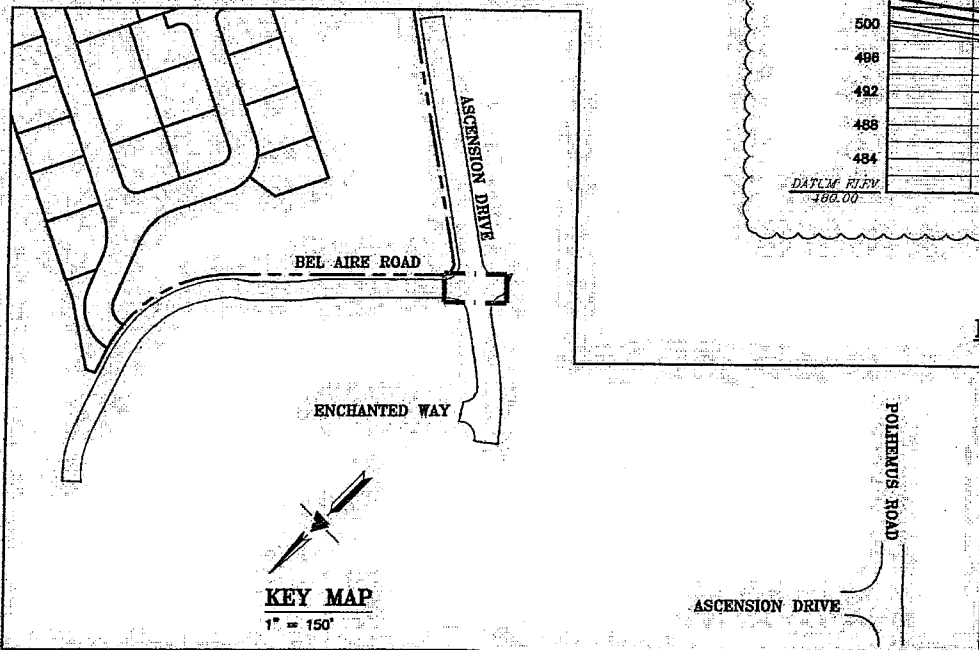 ASCENSION DRIVE
BEL AIRE ROAD
ENCHANTED WAY
KEY MAP
1" = 150'
500
496
492
488
484
DATUM ELEV
480.00
POLHEMUS ROAD
ASCENSION DRIVE